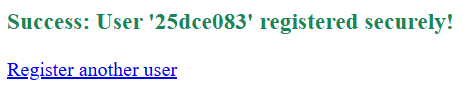 Success: User '25dce083' registered securely!
Register another user